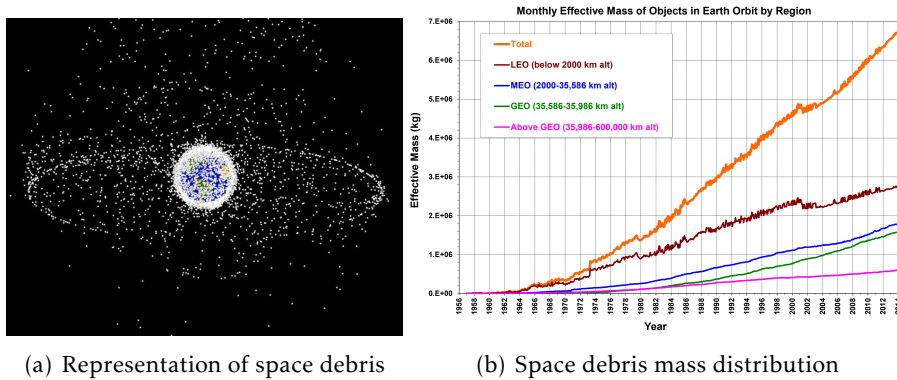 Monthly Effective Mass of Objects in Earth Orbit by Region
7.E+06
6.E+06
5.E+06
4.E+06
3.E+06
2.E+06
1.E+06
0.E+00
Effective Mass (kg)
Total
LEO (below 2000 km alt)
MEO (2000-35,586 km alt)
GEO (35,586-35,986 km alt)
Above GEO (35,986-600,000 km alt)
1956 1958 1960 1962 1964 1966 1968 1970 1972 1974 1976 1978 1980 1982 1984 1986 1988 1990 1992 1994 1996 1998 2000 2002 2004 2006 2008 2010 2012
Year
(a) Representation of space debris
(b) Space debris mass distribution